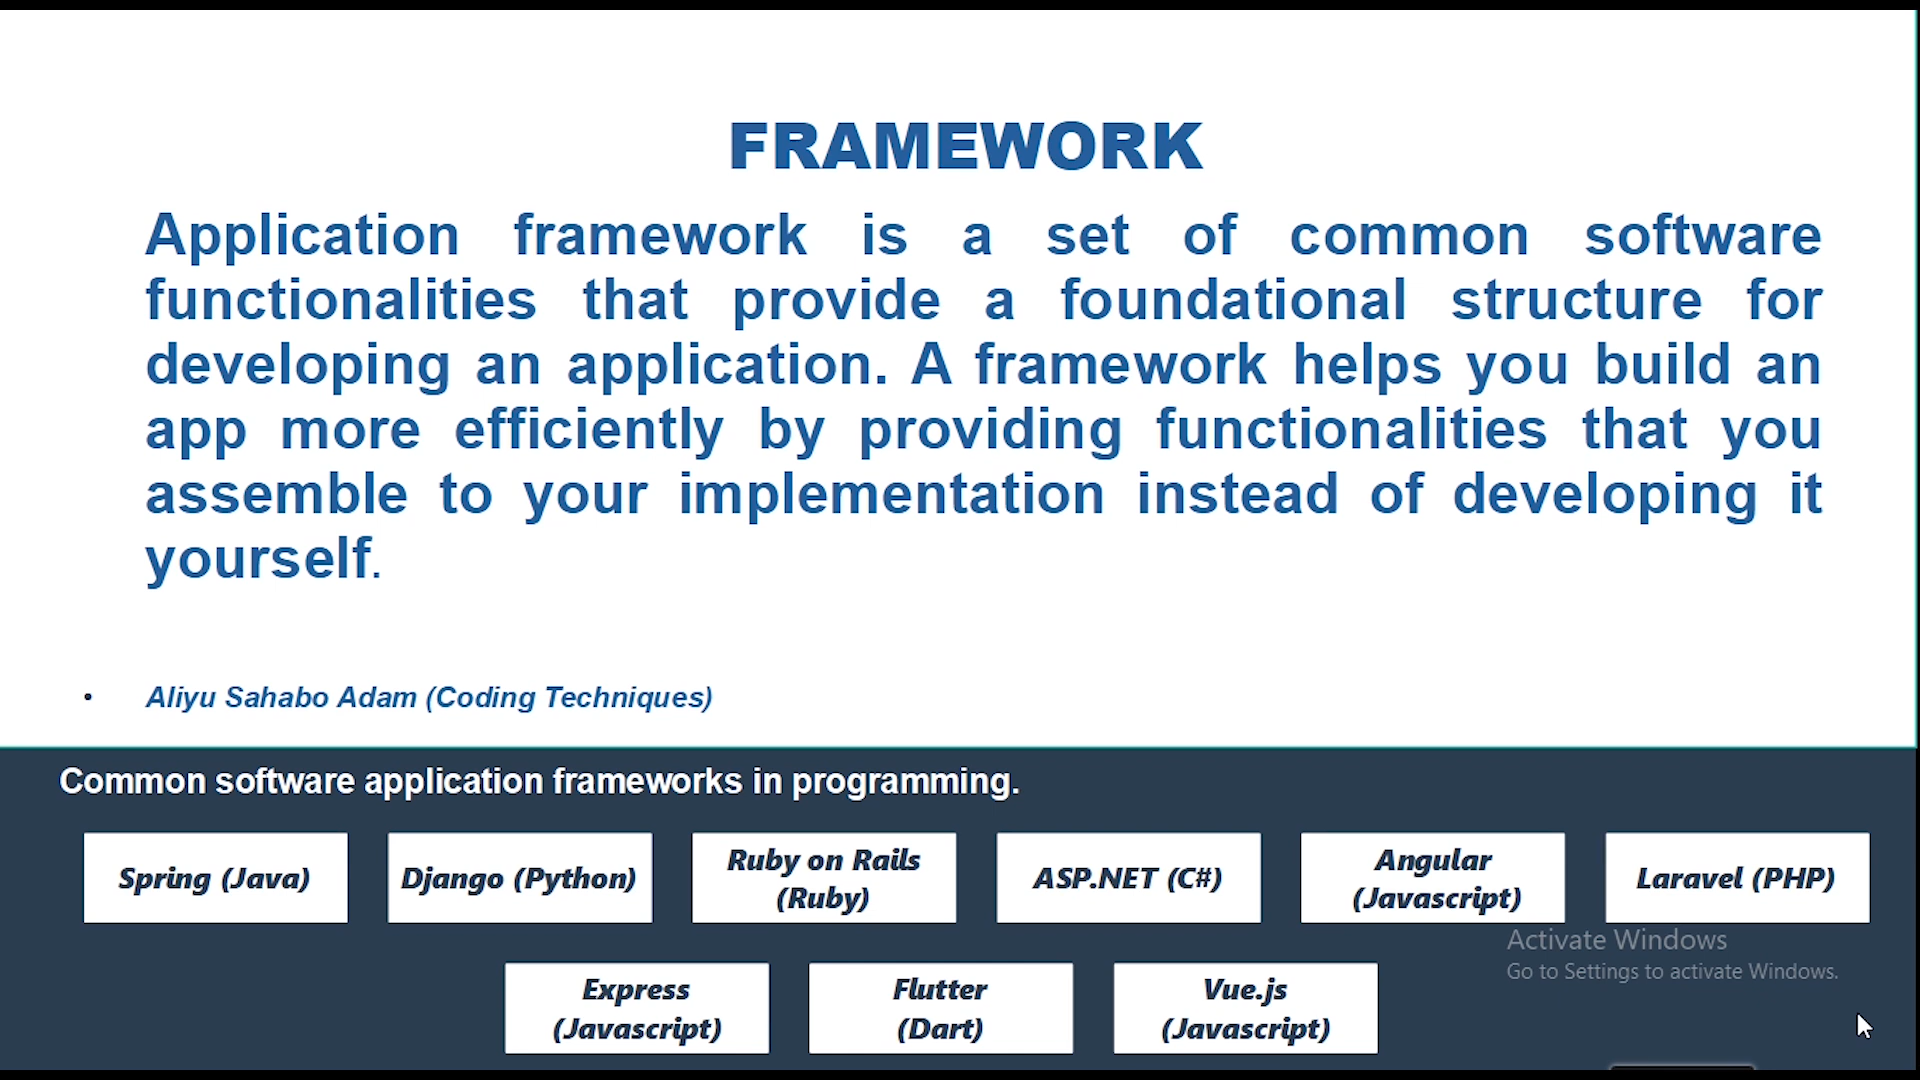 FRAMEWORK
Application framework is a set of common software
functionalities that provide a foundational structure for
developing an application. A framework helps you build an
app more efficiently by providing functionalities that you
assemble to your implementation instead of developing it
yourself.
• Aliyu Sahabo Adam (Coding Techniques)
Common software application frameworks in programming.
Spring (Java)
Django (Python)
Ruby on Rails
(Ruby)
ASP.NET (C#)
Angular
(Javascript)
Laravel (PHP)
Activate Windows
Go to Settings to activate Windows.
Express
(Javascript)
Flutter
(Dart)
Vue.js
(Javascript)